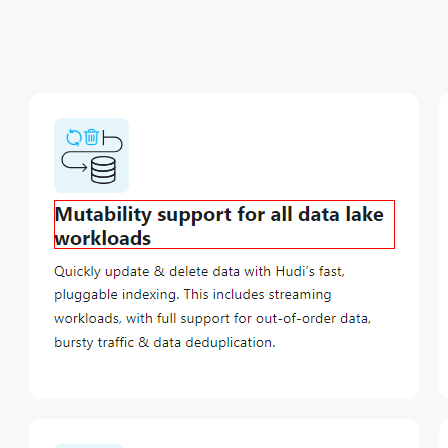 Mutability support for all data lake
workloads
Quickly update & delete data with Hudi’s fast,
pluggable indexing. This includes streaming
workloads, with full support for out-of-order data,
bursty traffic & data deduplication.